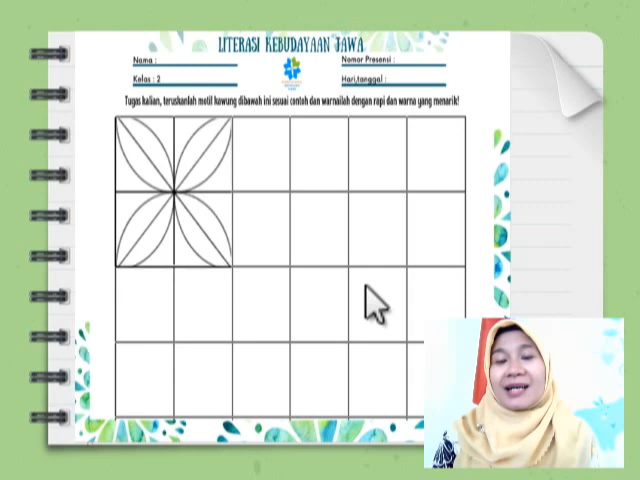 LITERASI KEBUDAYAAN JAWA
Nama :
Nomor Presensi :
Kelas : 2
Hari,tanggal :
Tugas kalian, teruskanlah motif kawung dibawah ini sesuai contoh dan warnailah dengan rapi dan warna yang menarik!